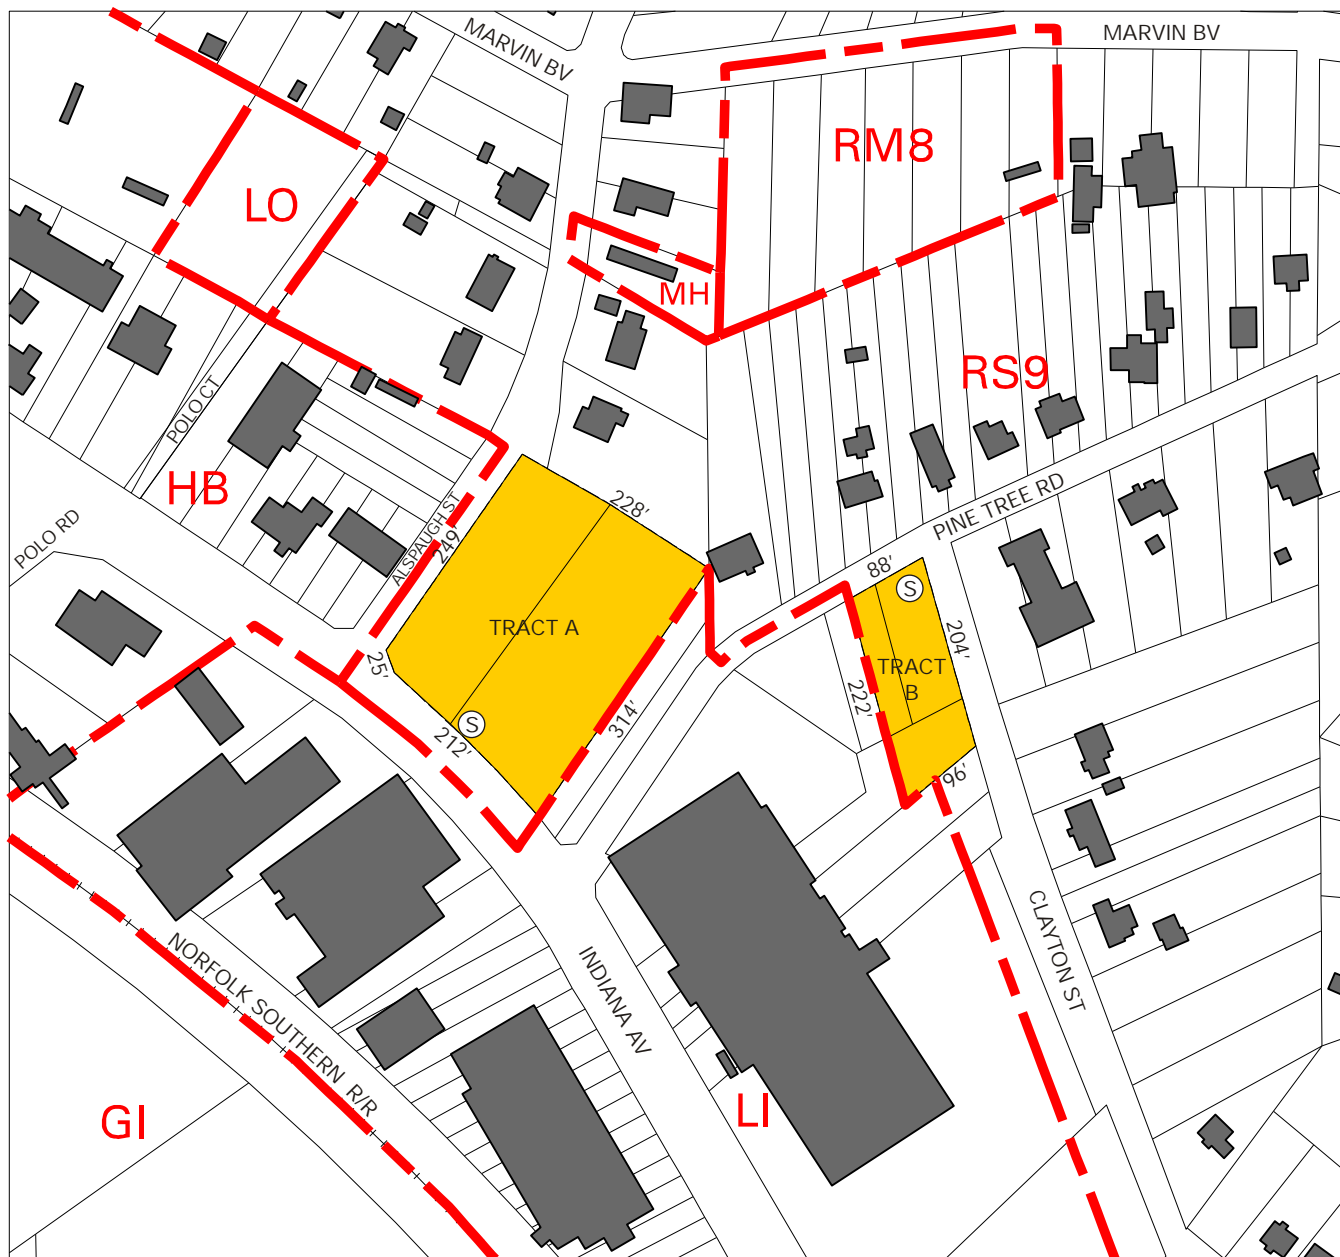 MARVIN BV
MARVIN BV
RM8
LO
MH
RS9
POLO CT
HB
228'
POLO RD
ALSPAUGH ST
249'
PINE TREE RD
88'
S
TRACT A
204'
TRACT
B
25'
222'
314'
S
212'
96'
CLAYTON ST
NORFOLK SOUTHERN R/R
INDIANA AV
GI
LI